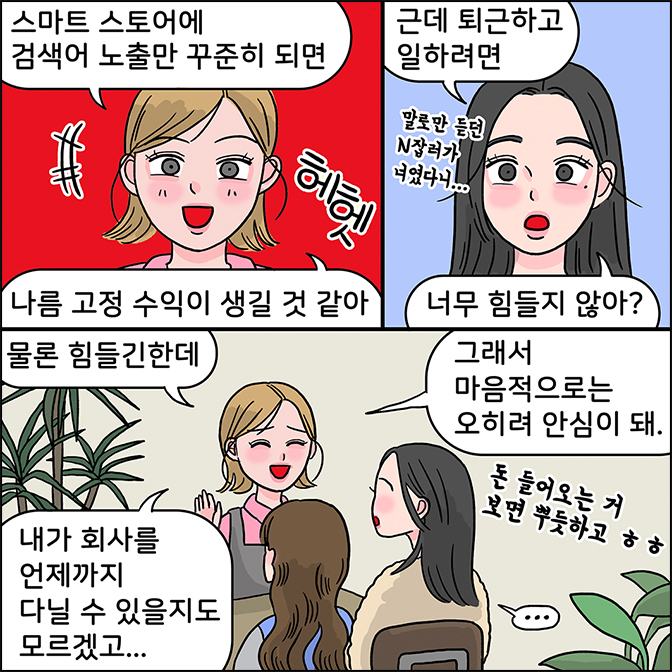 스마트 스토어에
검색어 노출만 꾸준히 되면
헤헷
나름 고정 수익이 생길 것 같아
근데 퇴근하고
일하려면
말로만 듣던
N잡러가
너였다니...
너무 힘들지 않아?
물론 힘들긴한데
그래서
마음적으로는
오히려 안심이 돼.
돈 들어오는 거
보면 뿌듯하고 ㅎㅎ
내가 회사를
언제까지
다닐 수 있을지도
모르겠고...
...